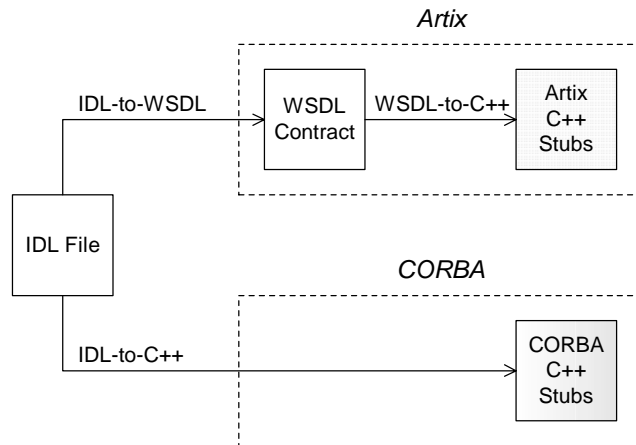 Artix
IDL-to-WSDL
WSDL
Contract
WSDL-to-C++
Artix
C++
Stubs
IDL File
CORBA
IDL-to-C++
CORBA
C++
Stubs